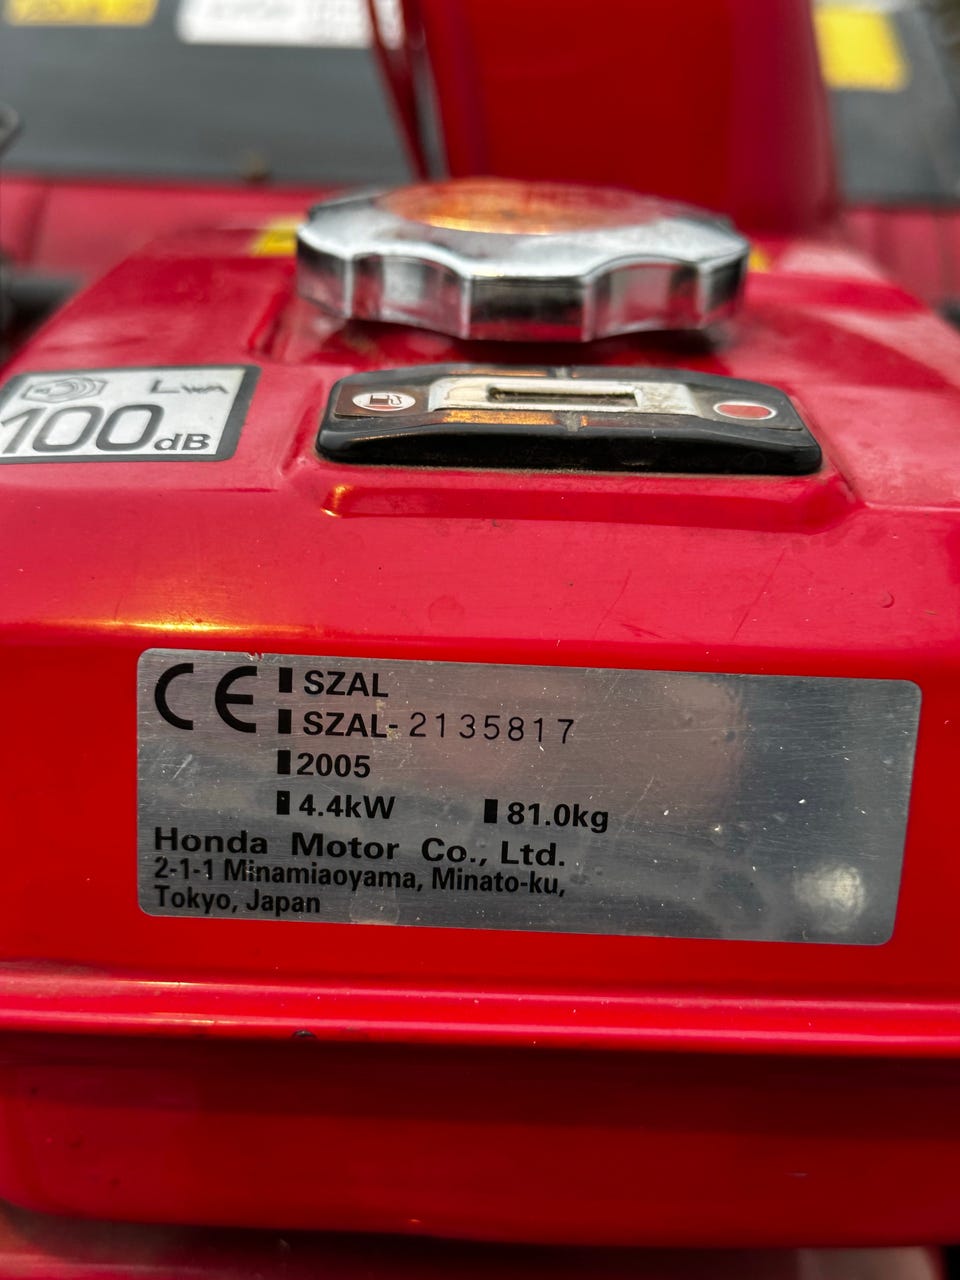 LWA
100dB
CE SZAL
SZAL-2135817
2005
4.4kW 81.0kg
Honda Motor Co., Ltd.
2-1-1 Minamiaoyama, Minato-ku,
Tokyo, Japan